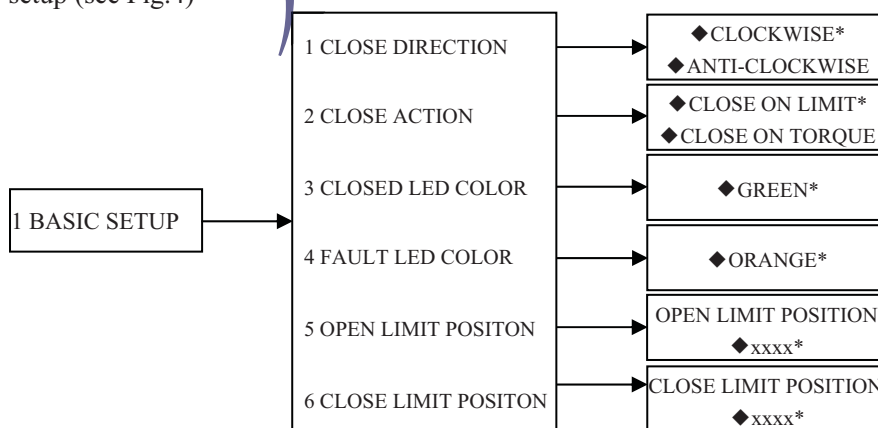 setup (see Fig.4)
1 CLOSE DIRECTION
◆CLOCKWISE*
◆ANTI-CLOCKWISE
2 CLOSE ACTION
◆CLOSE ON LIMIT*
◆CLOSE ON TORQUE
3 CLOSED LED COLOR
◆GREEN*
1 BASIC SETUP
4 FAULT LED COLOR
◆ORANGE*
5 OPEN LIMIT POSITON
OPEN LIMIT POSITION
◆xxxx*
6 CLOSE LIMIT POSITON
CLOSE LIMIT POSITION
◆xxxx*